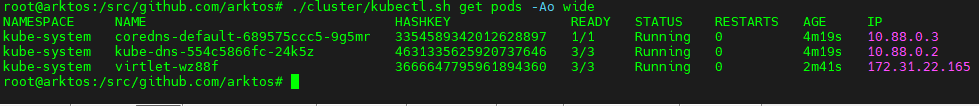 root@arktos:~/go/src/github.com/arktos# ./cluster/kubectl.sh get pods -Ao wide
NAMESPACE NAME HASHKEY READY STATUS RESTARTS AGE IP
kube-system coredns-default-689575ccc5-9g5mr 3354589342012628897 1/1 Running 0 4m19s 10.88.0.3
kube-system kube-dns-554c5866fc-24k5z 4631335625920737646 3/3 Running 0 4m19s 10.88.0.2
kube-system virtlet-wz88f 3666647795961894360 3/3 Running 0 2m41s 172.31.22.165
root@arktos:~/go/src/github.com/arktos#